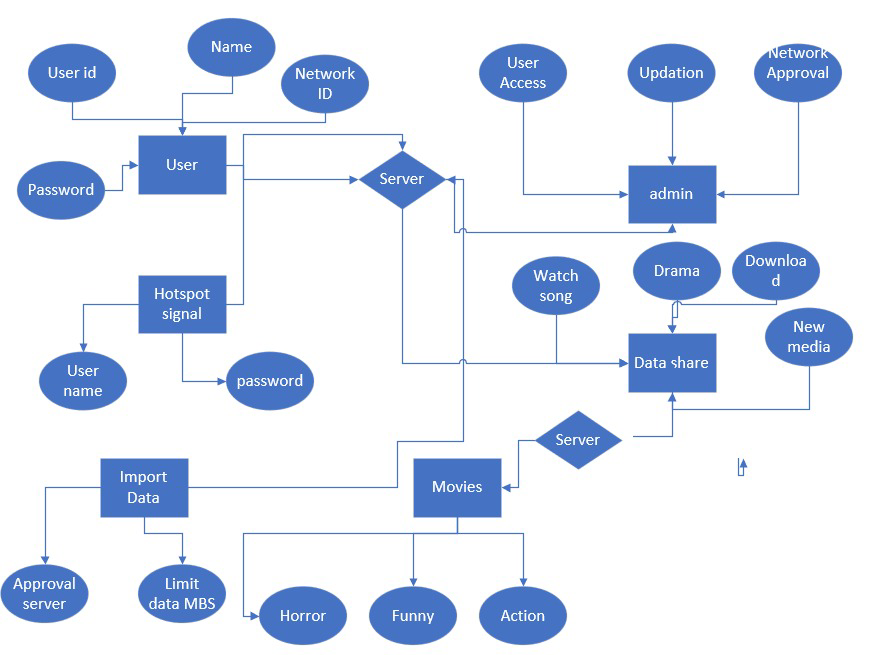 Name
User id
Network
ID
User
Access
Updation
Network
Approval
User
Password
Server
admin
Hotspot
signal
User
name
password
Watch
song
Drama
Downloa
d
New
media
Data share
Server
Import
Data
Movies
Approval
server
Limit
data MBS
Horror
Funny
Action